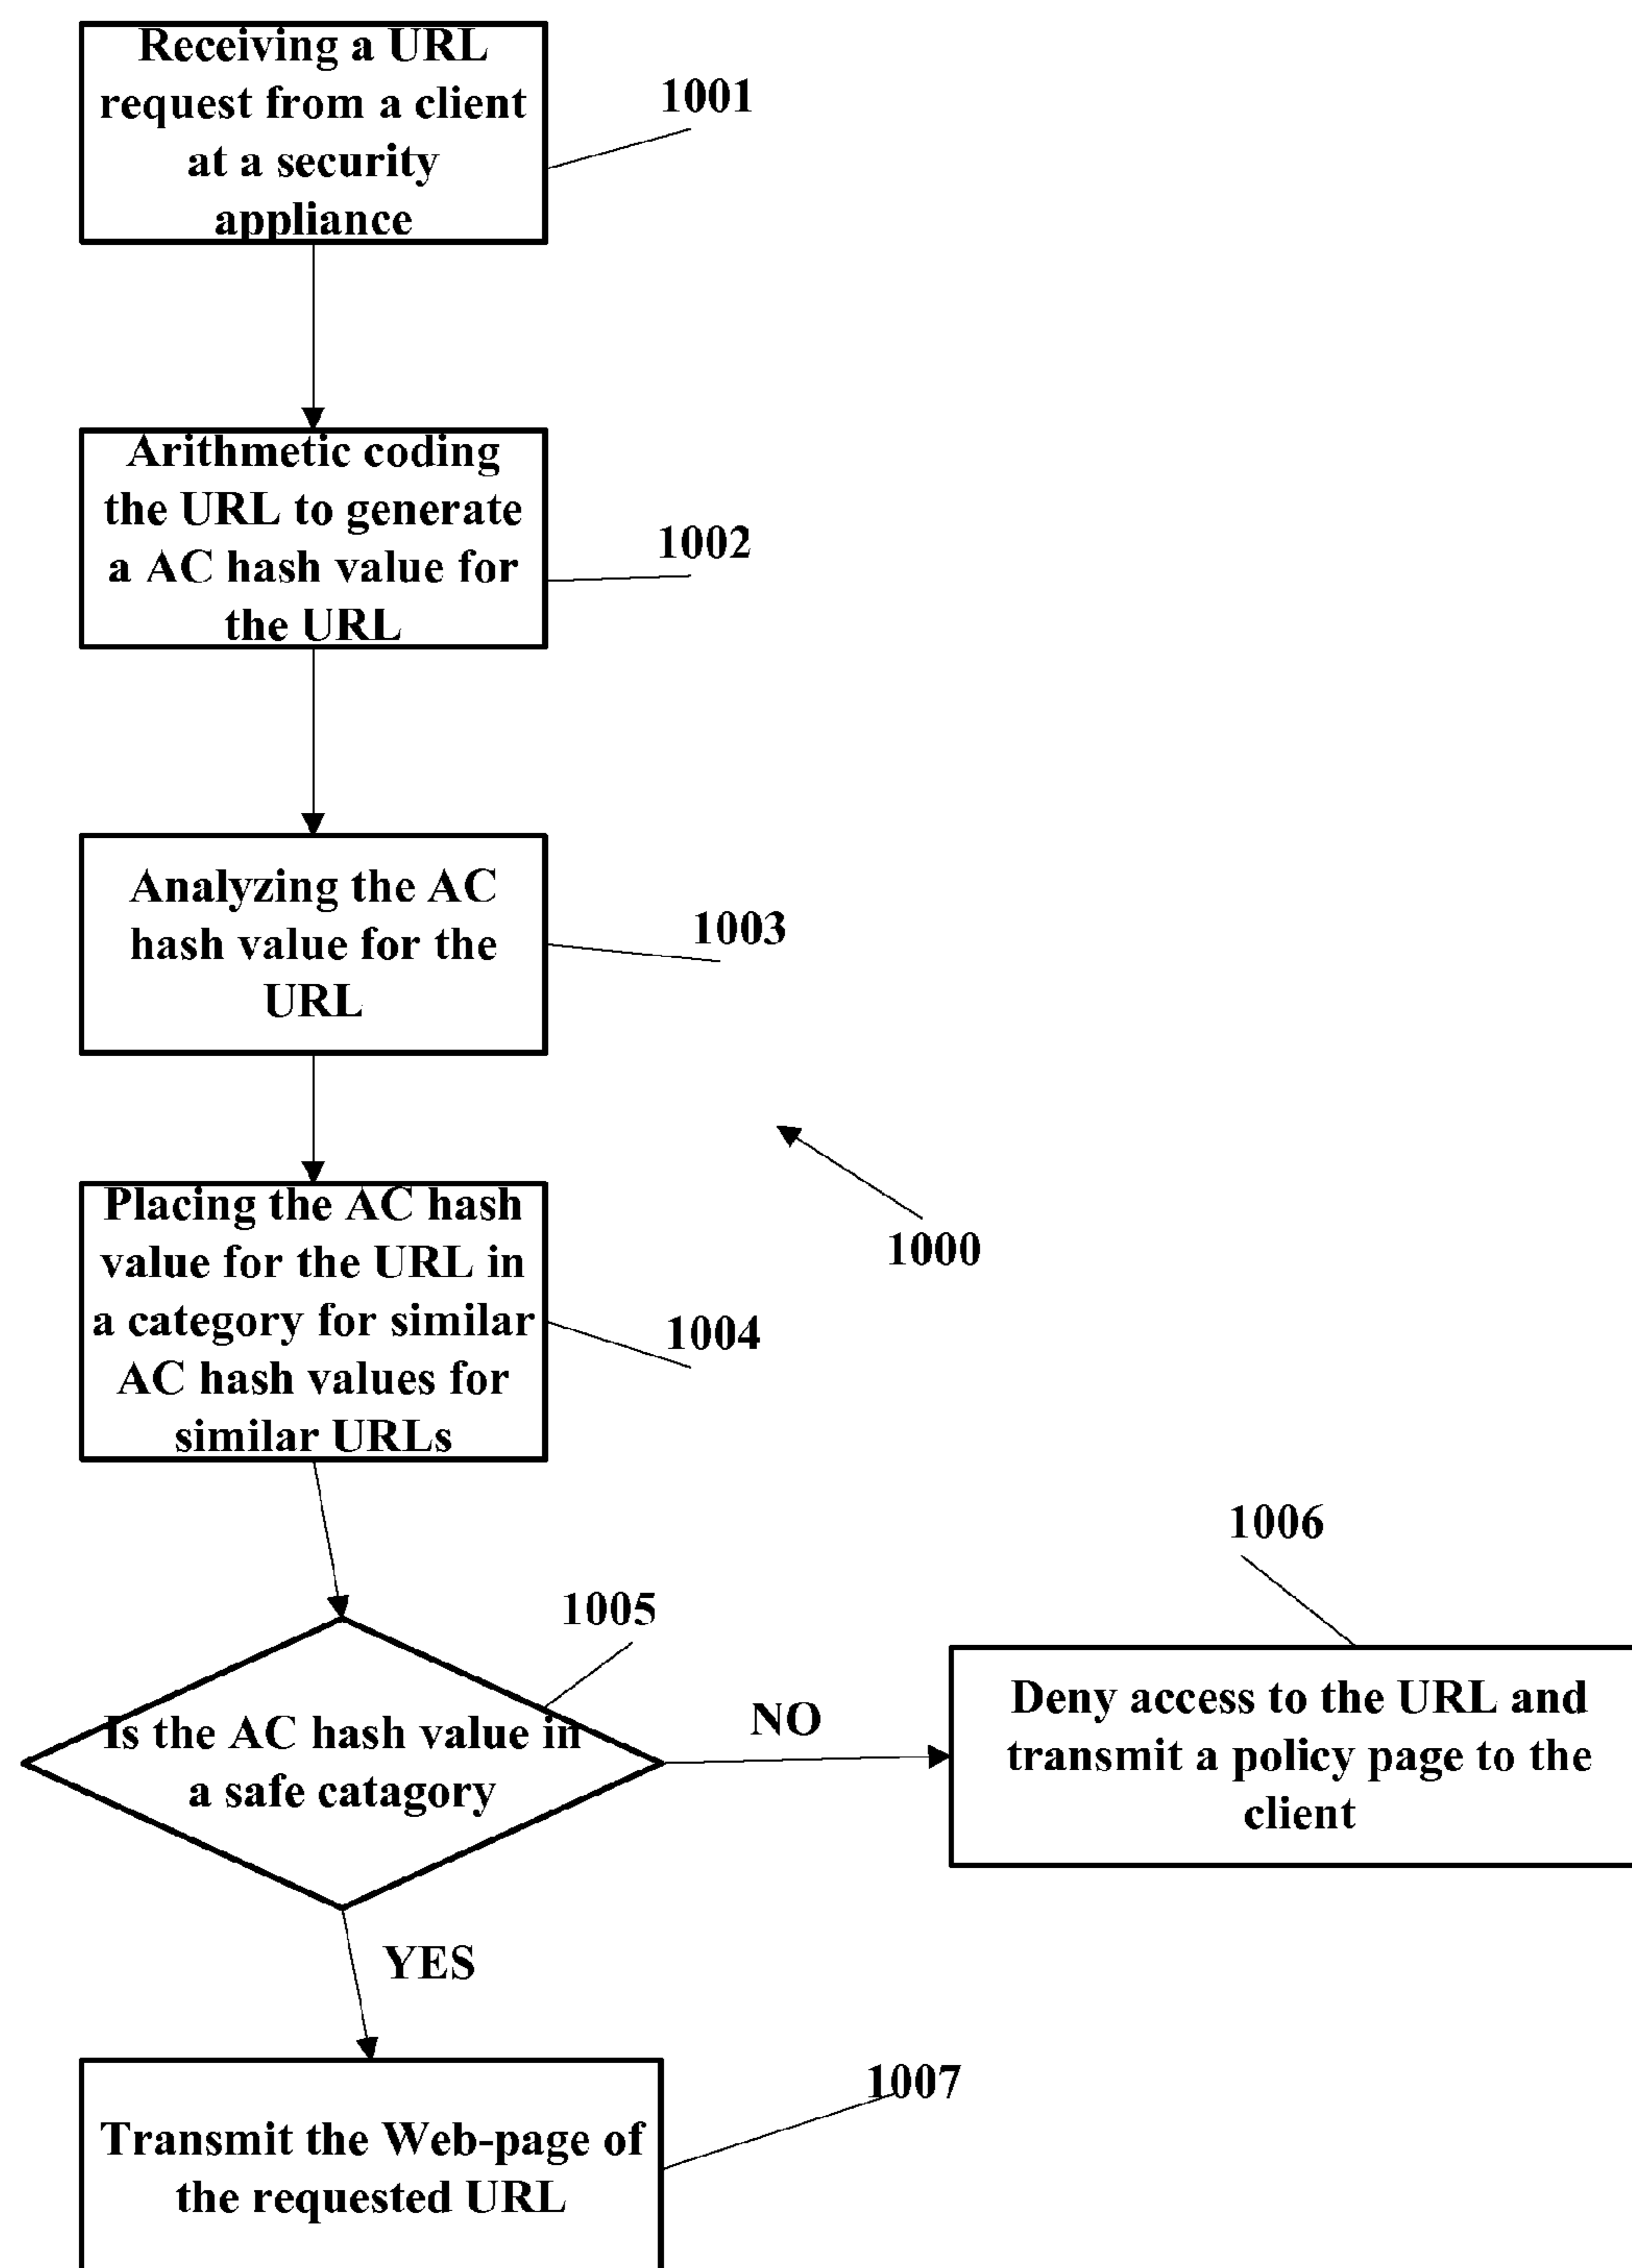 Receiving a URL
request from a client
at a security
appliance
1001
Arithmetic coding
the URL to generate
a AC hash value for
the URL
1002
Analyzing the AC
hash value for the
URL
1003
1000
Placing the AC hash
value for the URL in
a category for similar
AC hash values for
similar URLs
1004
1005
Is the AC hash value in
a safe catagory
NO
1006
Deny access to the URL and
transmit a policy page to the
client
YES
1007
Transmit the Web-page of
the requested URL